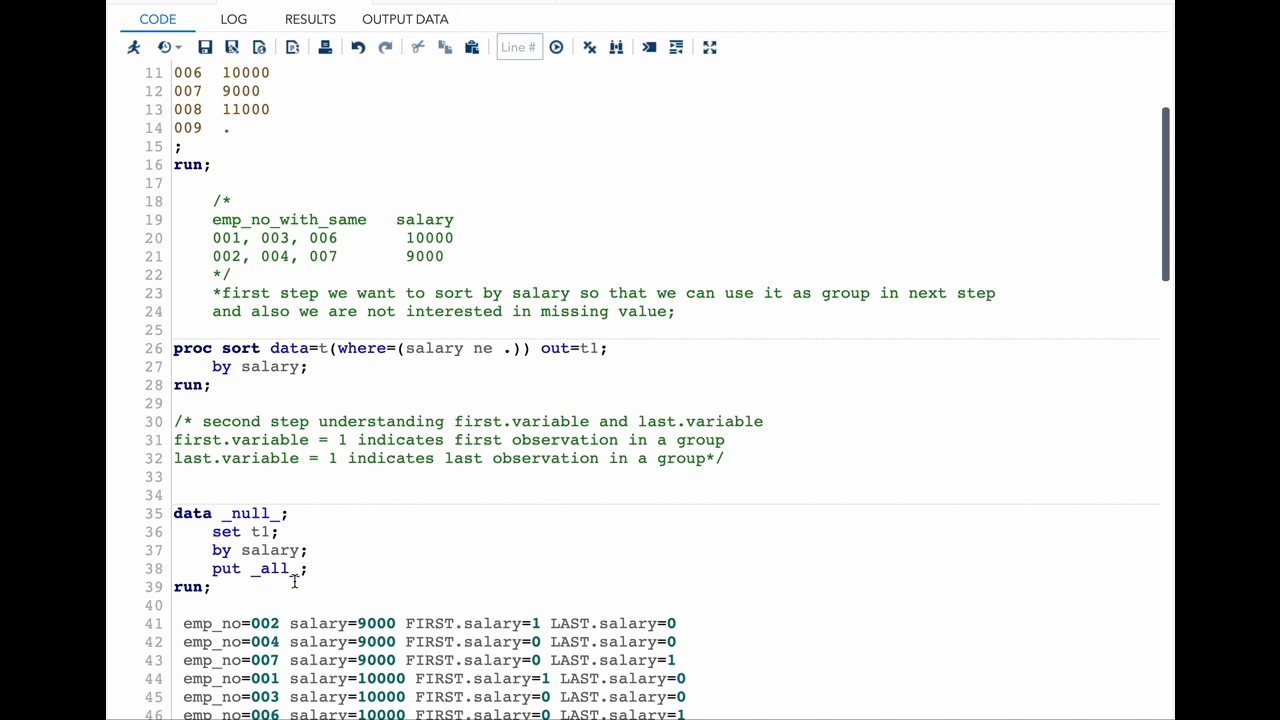 CODE LOG RESULTS OUTPUT DATA
Line #
11 006 10000
12 007 9000
13 008 11000
14 009 .
15 ;
16 run;
17
18 /*
19 emp_no_with_same salary
20 001, 003, 006 10000
21 002, 004, 007 9000
22 */
23 *first step we want to sort by salary so that we can use it as group in next step
24 and also we are not interested in missing value;
25
26 proc sort data=t(where=(salary ne .)) out=t1;
27 by salary;
28 run;
29
30 /* second step understanding first.variable and last.variable
31 first.variable = 1 indicates first observation in a group
32 last.variable = 1 indicates last observation in a group*/
33
34
35 data _null_;
36 set t1;
37 by salary;
38 put _all_;
39 run;
40
41 emp_no=002 salary=9000 FIRST.salary=1 LAST.salary=0
42 emp_no=004 salary=9000 FIRST.salary=0 LAST.salary=0
43 emp_no=007 salary=9000 FIRST.salary=0 LAST.salary=1
44 emp_no=001 salary=10000 FIRST.salary=1 LAST.salary=0
45 emp_no=003 salary=10000 FIRST.salary=0 LAST.salary=0
46 emp_no=006 salary=10000 FIRST.salary=0 LAST.salary=1